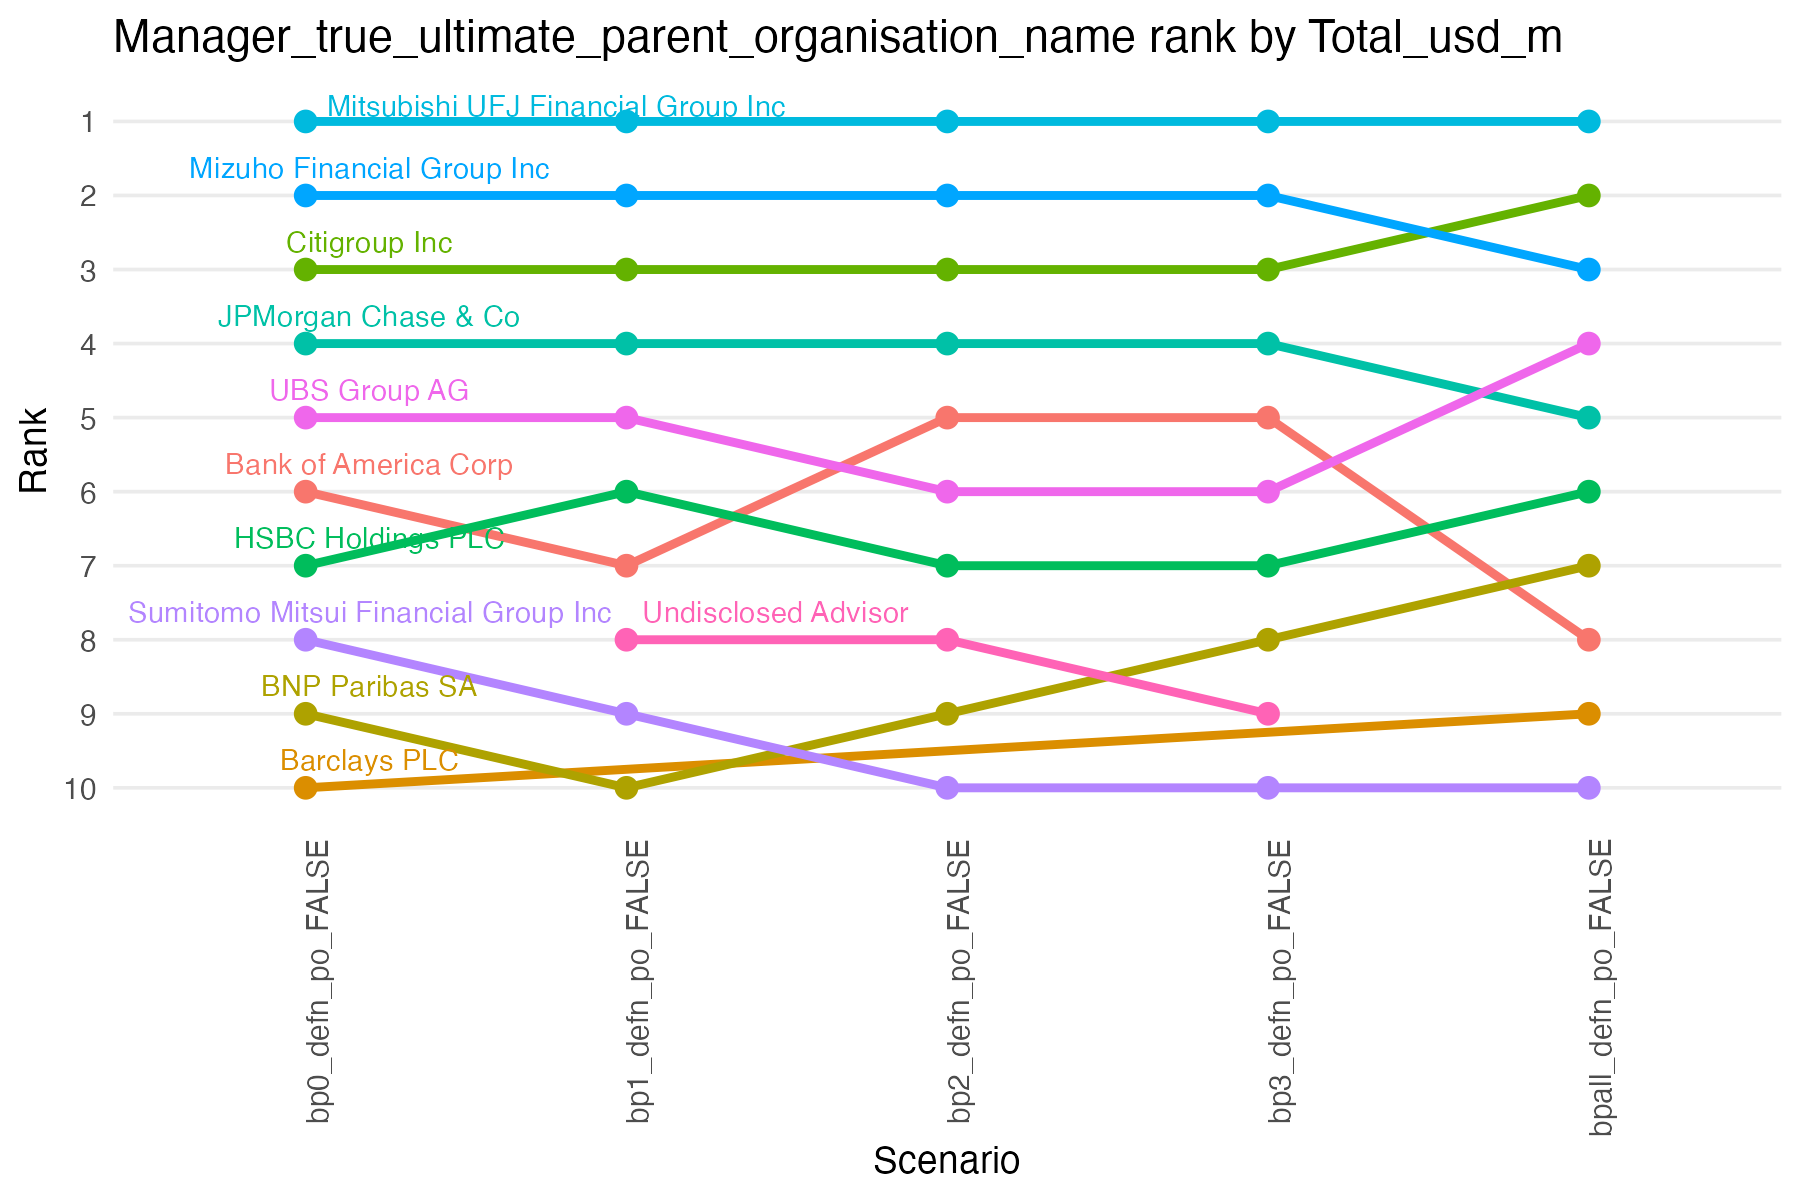 Manager_true_ultimate_parent_organisation_name rank by Total_usd_m
Mitsubishi UFJ Financial Group Inc
1
Mizuho Financial Group Inc
2
Citigroup Inc
3
JPMorgan Chase & Co
4
UBS Group AG
5
Bank of America Corp
6
HSBC Holdings PLC
7
Sumitomo Mitsui Financial Group Inc
Undisclosed Advisor
8
BNP Paribas SA
9
Barclays PLC
10
Rank
bp0_defn_po_FALSE
bp1_defn_po_FALSE
bp2_defn_po_FALSE
bp3_defn_po_FALSE
bpall_defn_po_FALSE
Scenario